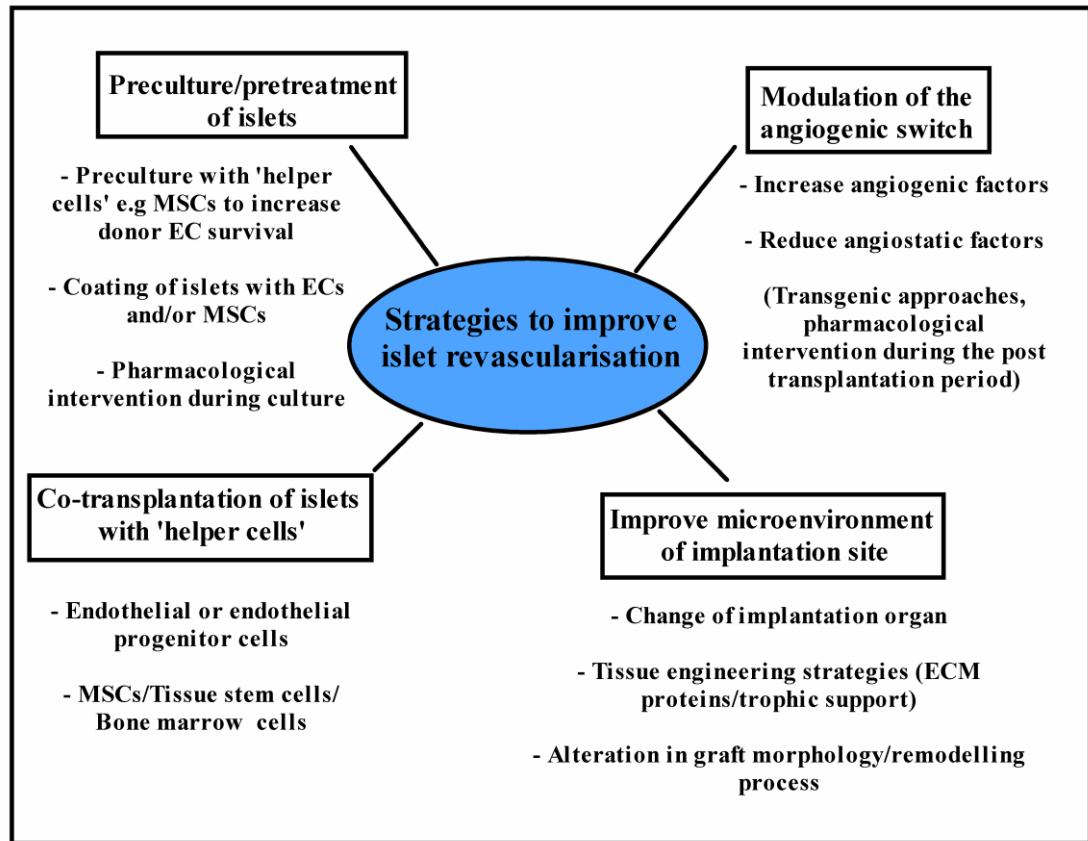 Preculture/pretreatment
of islets
- Preculture with 'helper
cells' e.g MSCs to increase
donor EC survival
- Coating of islets with ECs
and/or MSCs
- Pharmacological
intervention during culture
Modulation of the
angiogenic switch
- Increase angiogenic factors
- Reduce angiostatic factors
(Transgenic approaches,
pharmacological
intervention during the post
transplantation period)
Strategies to improve
islet revascularisation
Co-transplantation of islets
with 'helper cells'
- Endothelial or endothelial
progenitor cells
- MSCs/Tissue stem cells/
Bone marrow cells
Improve microenvironment
of implantation site
- Change of implantation organ
- Tissue engineering strategies (ECM
proteins/trophic support)
- Alteration in graft morphology/remodelling
process